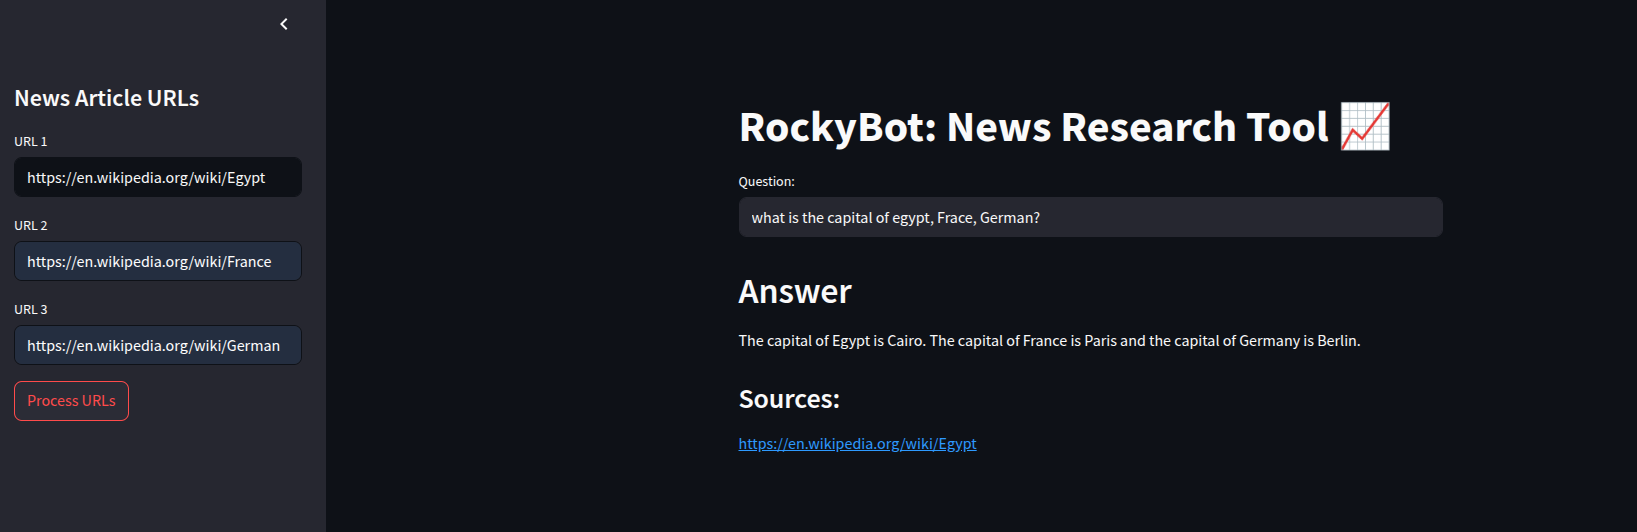 News Article URLs
URL 1
https://en.wikipedia.org/wiki/Egypt
URL 2
https://en.wikipedia.org/wiki/France
URL 3
https://en.wikipedia.org/wiki/German
Process URLs
RockyBot: News Research Tool 📈
Question:
what is the capital of egypt, Frace, German?
Answer
The capital of Egypt is Cairo. The capital of France is Paris and the capital of Germany is Berlin.
Sources:
https://en.wikipedia.org/wiki/Egypt